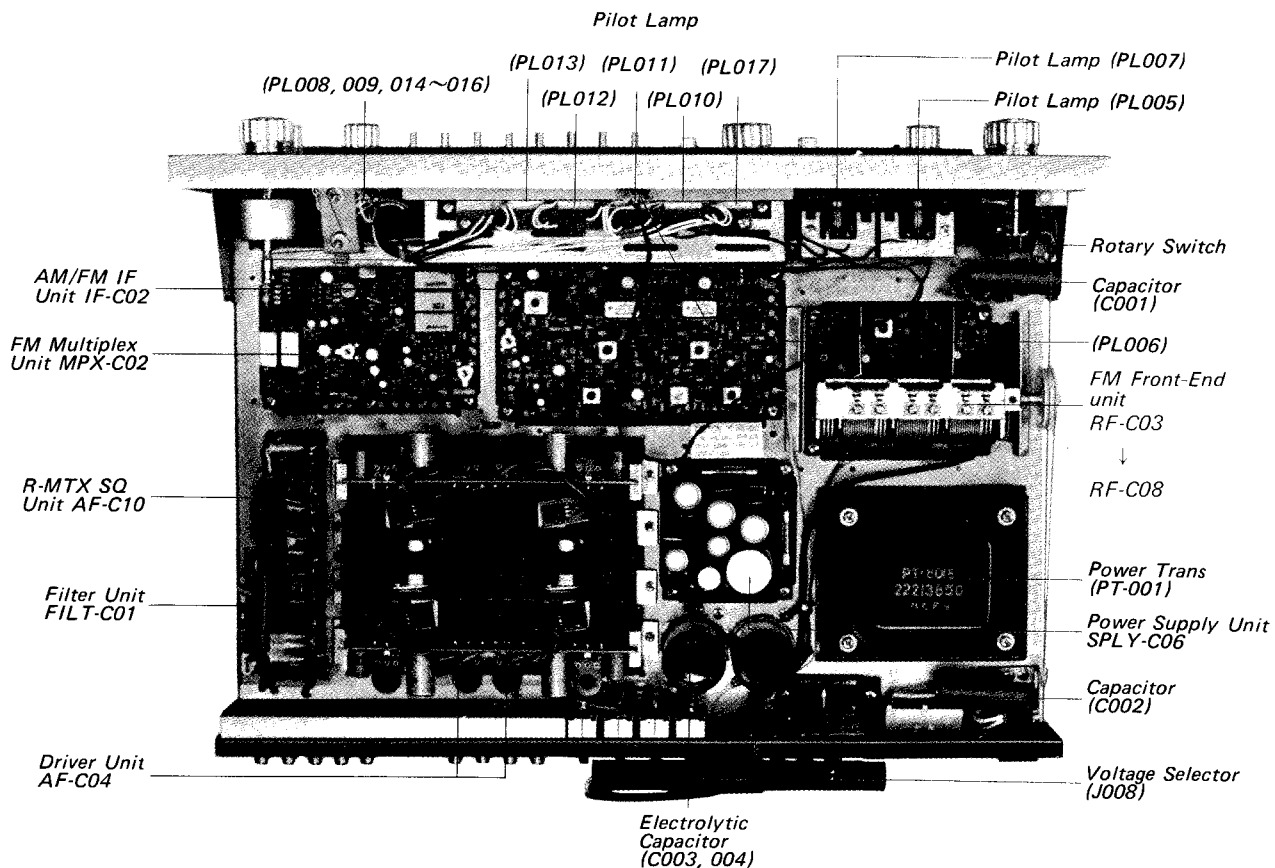 Pilot Lamp
(PL008, 009, 014~016)
(PL013)
(PL012)
(PL011)
(PL010)
(PL017)
Pilot Lamp (PL007)
Pilot Lamp (PL005)
Rotary Switch
Capacitor
(C001)
(PL006)
FM Front-End
unit
RF-C03
↓
RF-C08
Power Trans
(PT-001)
Power Supply Unit
SPLY-C06
Capacitor
(C002)
Voltage Selector
(J008)
AM/FM IF
Unit IF-C02
FM Multiplex
Unit MPX-C02
R-MTX SQ
Unit AF-C10
Filter Unit
FILT-C01
Driver Unit
AF-C04
Electrolytic
Capacitor
(C003, 004)